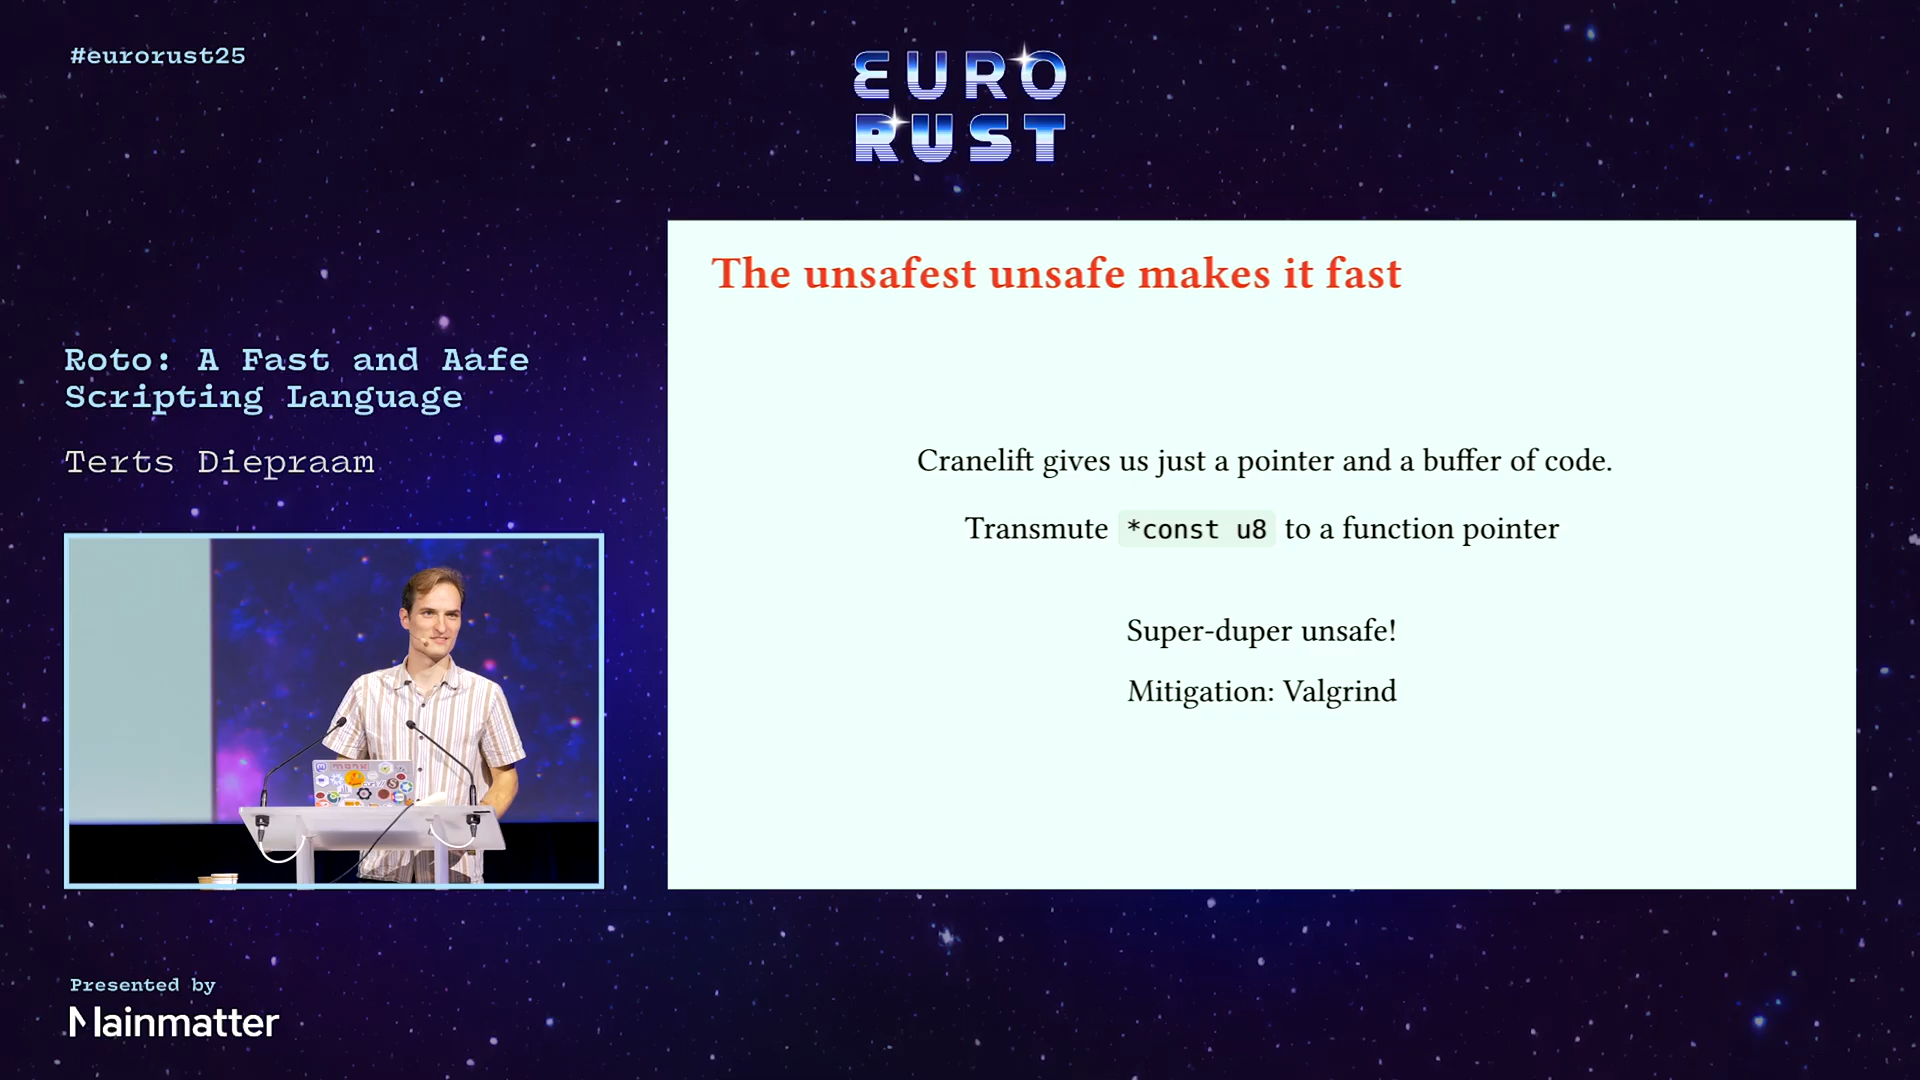 #eurorust25
EURO
RUST
Roto: A Fast and Aafe
Scripting Language
Terts Diepraam
The unsafest unsafe makes it fast
Cranelift gives us just a pointer and a buffer of code.
Transmute *const u8 to a function pointer
Super-duper unsafe!
Mitigation: Valgrind
Presented by
Mainmatter